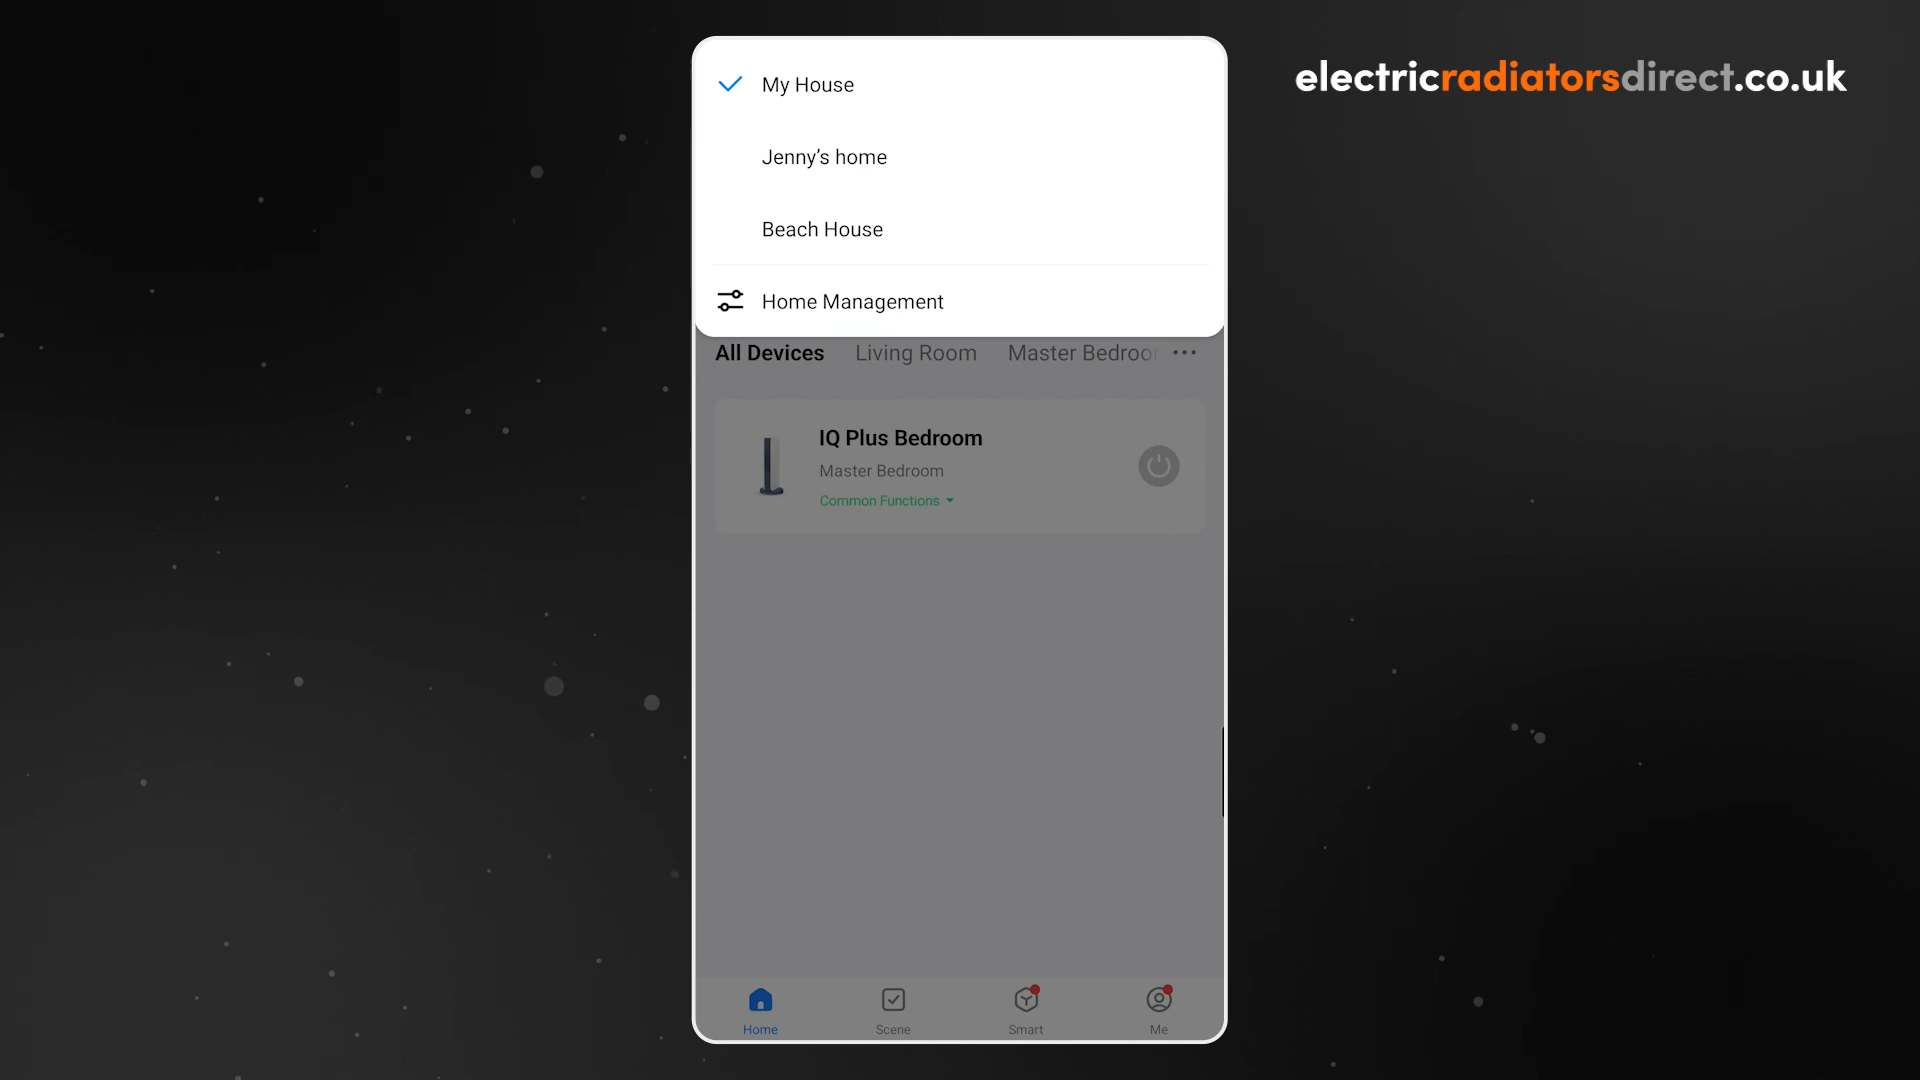 electricradiatorsdirect.co.uk
My House
Jenny’s home
Beach House
Home Management
All Devices Living Room Master Bedroo
IQ Plus Bedroom
Master Bedroom
Common Functions
Home Scene Smart Me